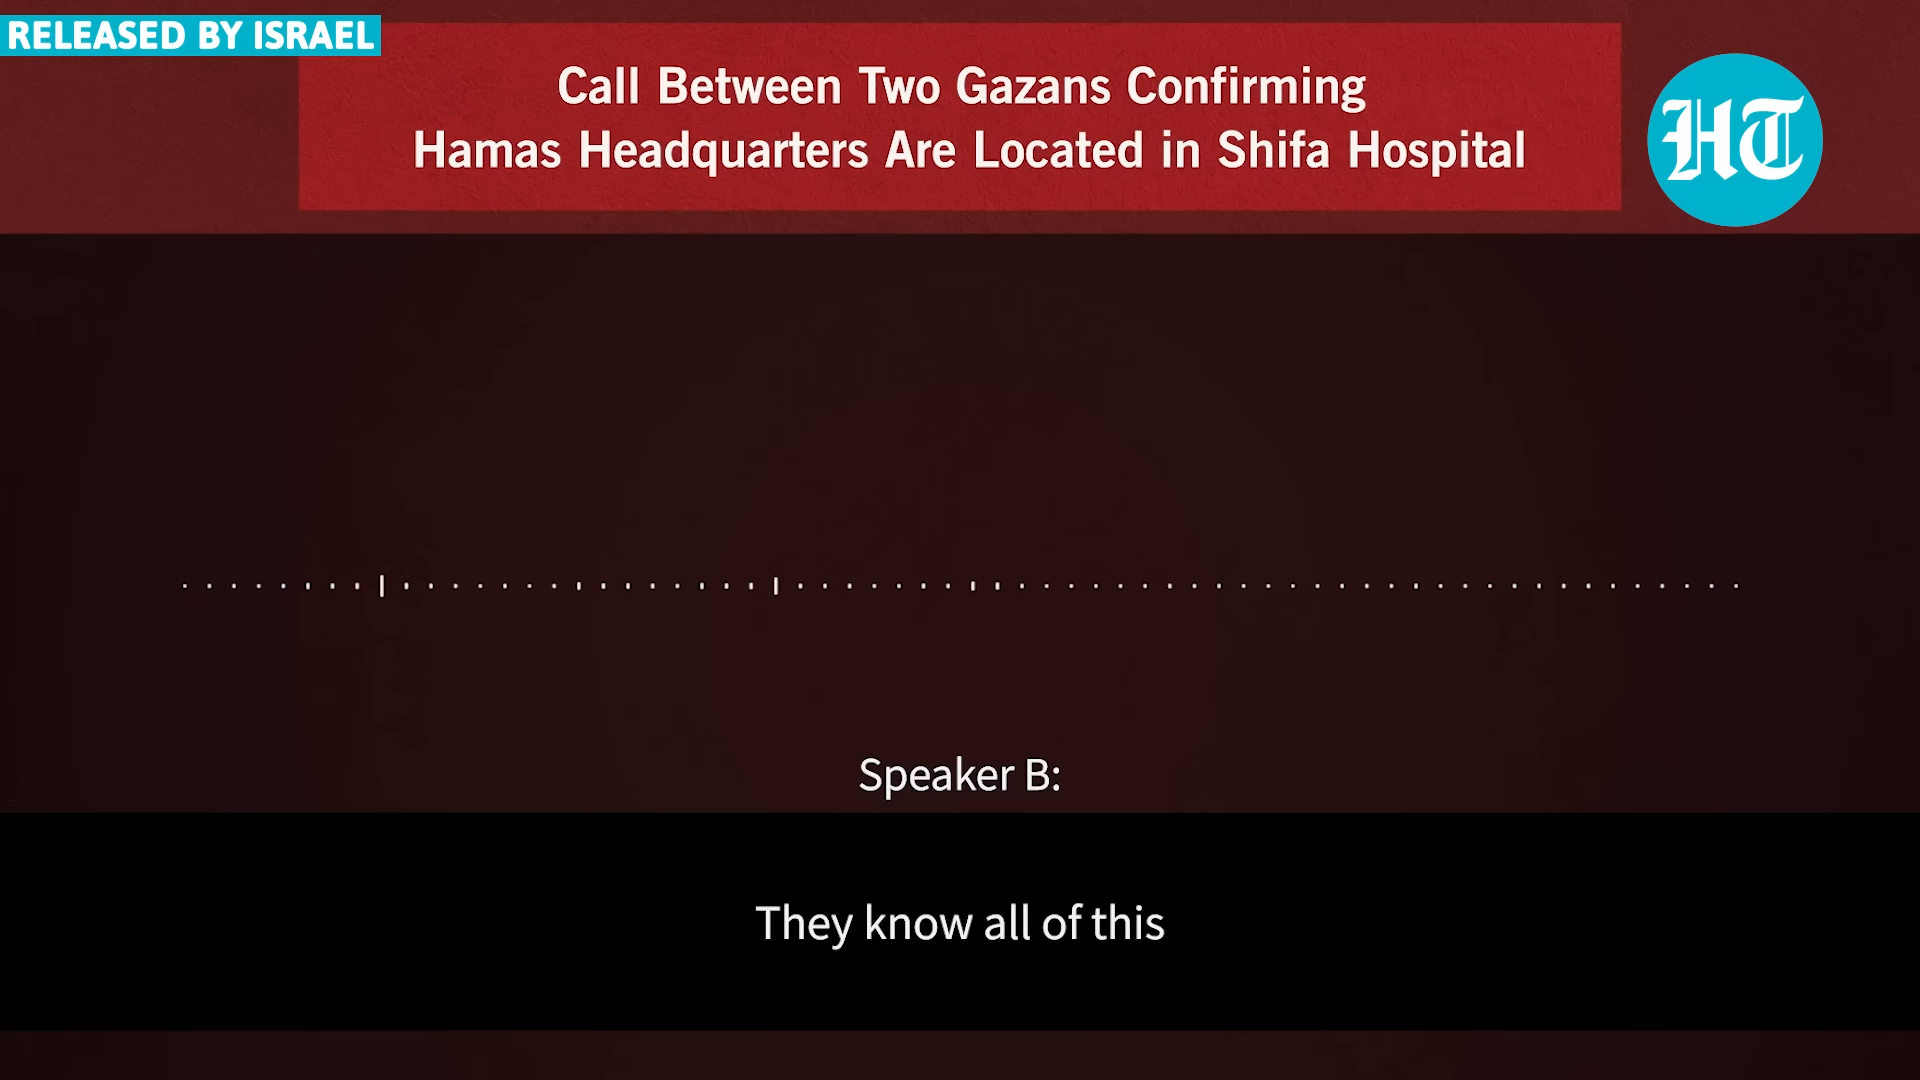 RELEASED BY ISRAEL
Call Between Two Gazans Confirming
Hamas Headquarters Are Located in Shifa Hospital
HT
Speaker B:
They know all of this